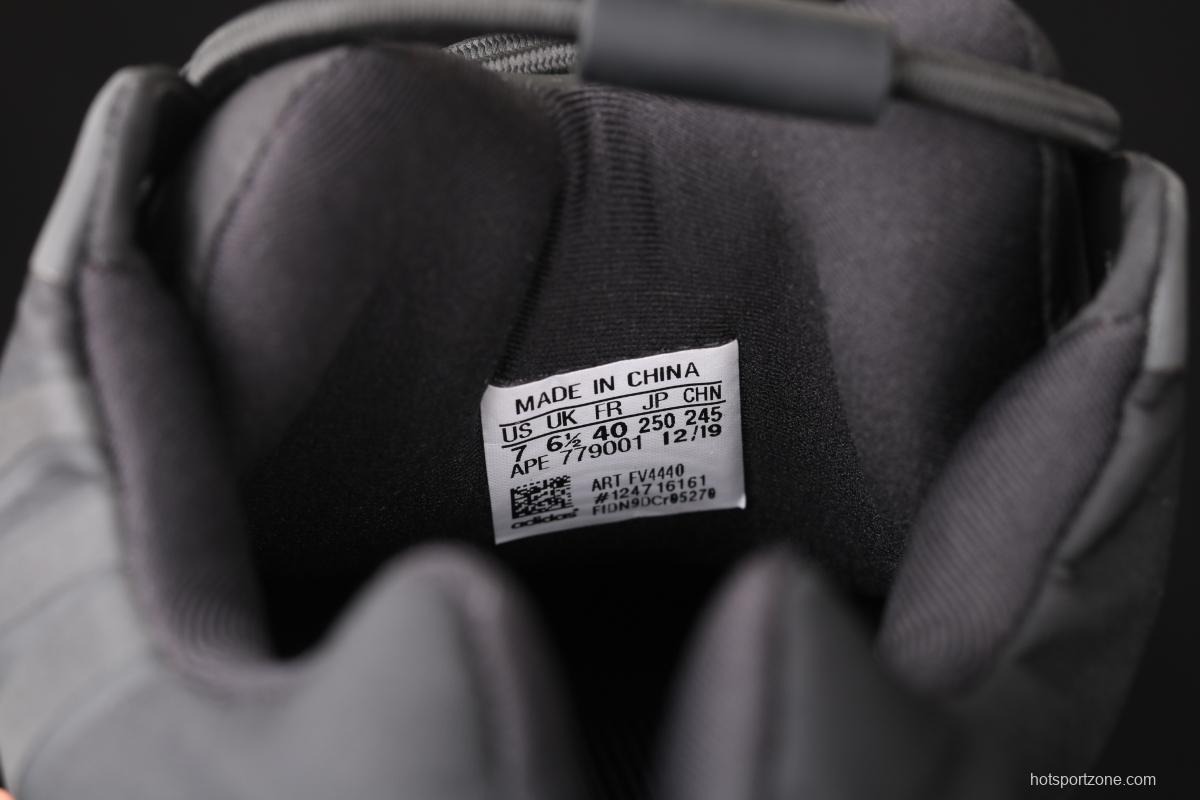 MADE IN CHINA
US UK FR JP CHN
7 6½ 40 250 245
APE 779001 12/19
ART FV4440
#124716161
FIDN9DCr05270
adidas
hotsportzone.com